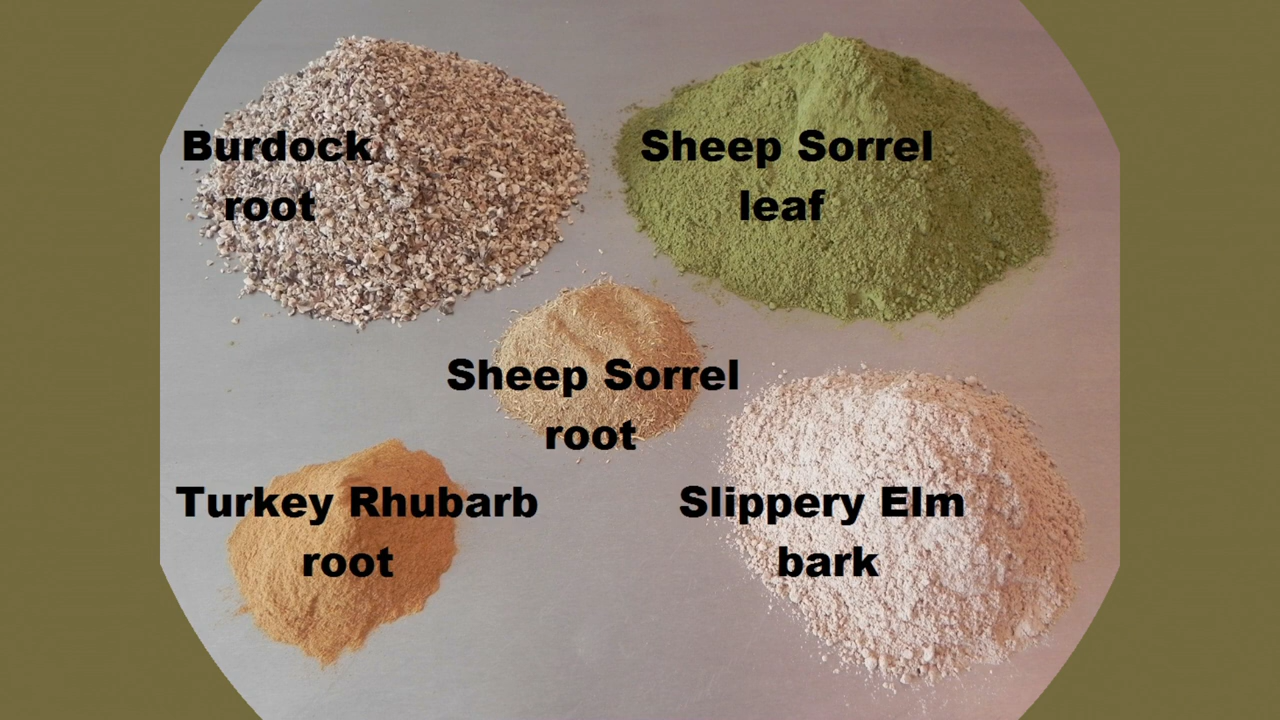 Burdock
root
Sheep Sorrel
leaf
Sheep Sorrel
root
Turkey Rhubarb
root
Slippery Elm
bark